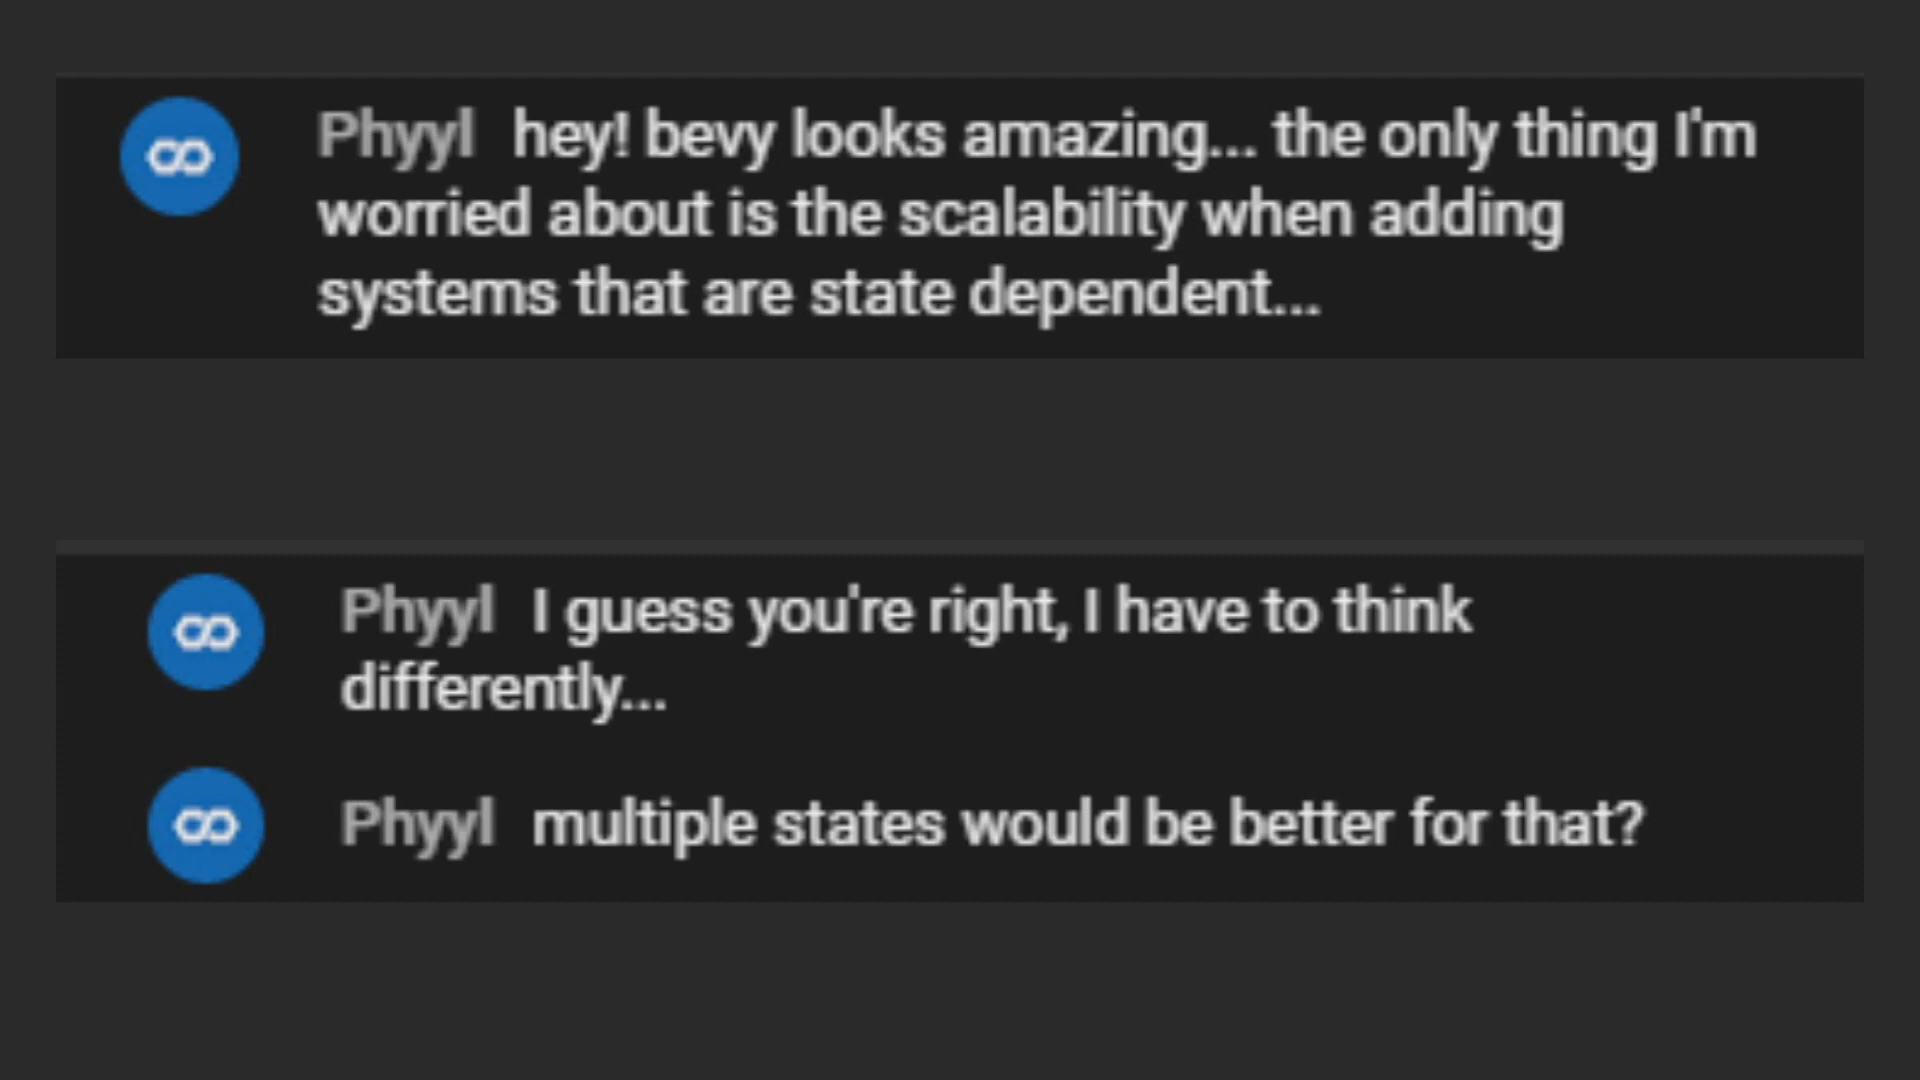 Phyyl hey! bevy looks amazing... the only thing I'm
worried about is the scalability when adding
systems that are state dependent...
Phyyl I guess you're right, I have to think
differently...
Phyyl multiple states would be better for that?